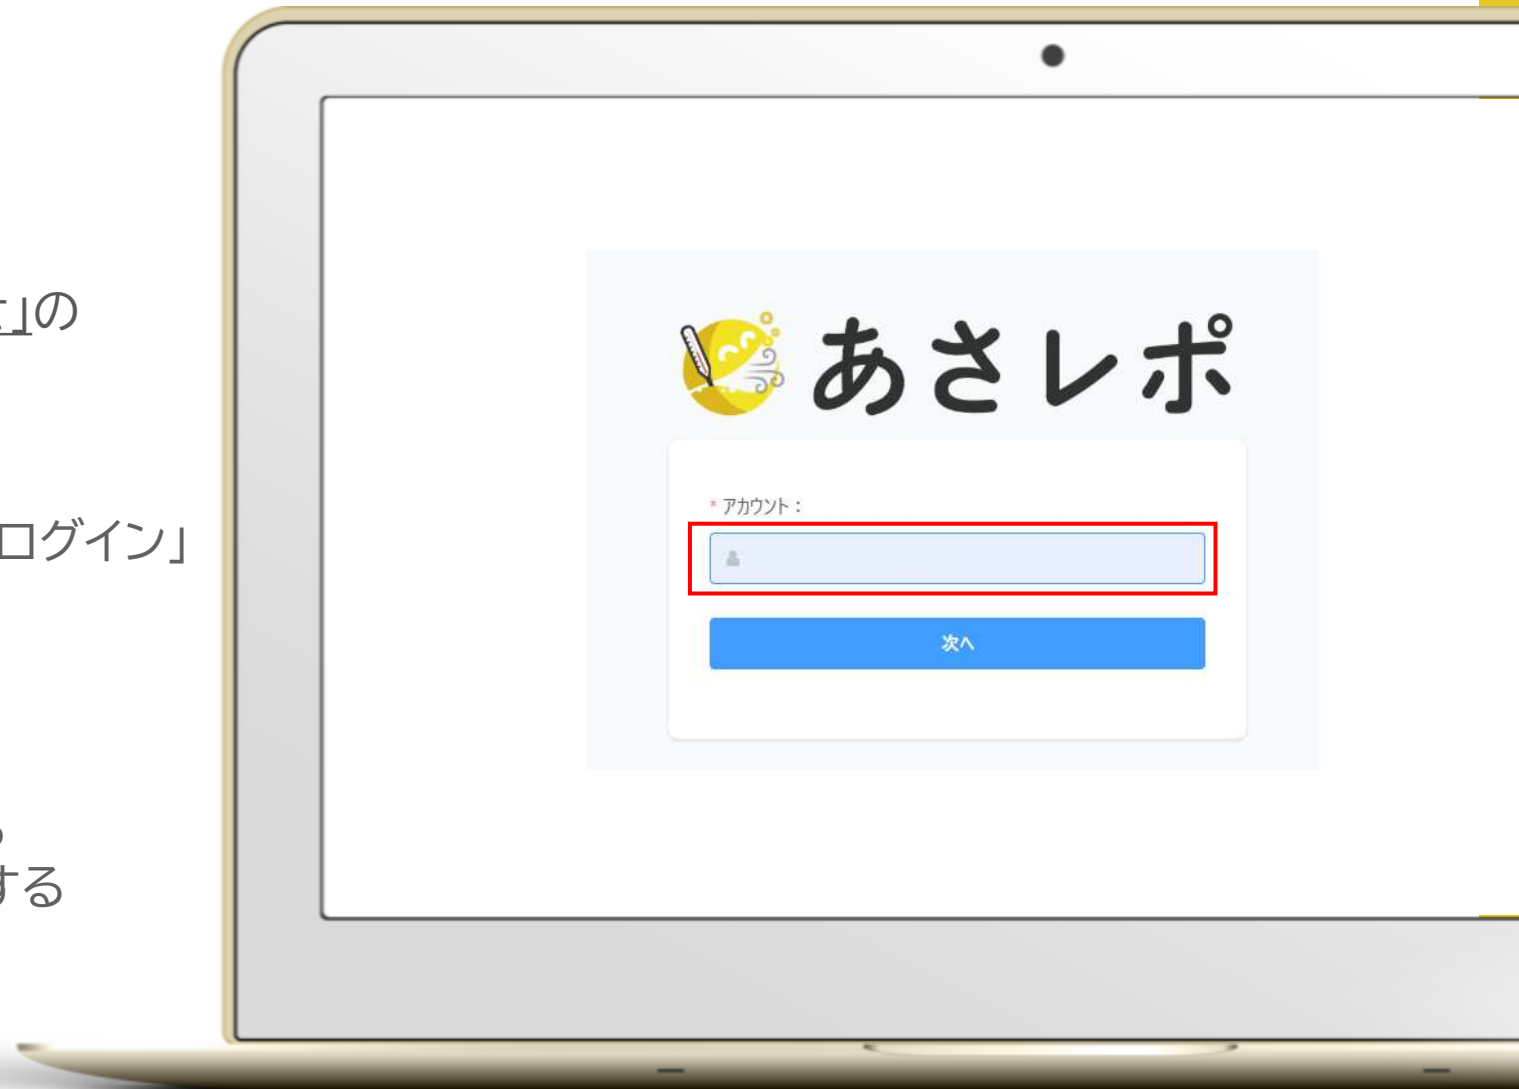 」の
ログイン」
する
あさレポ
* アカウント：
次へ